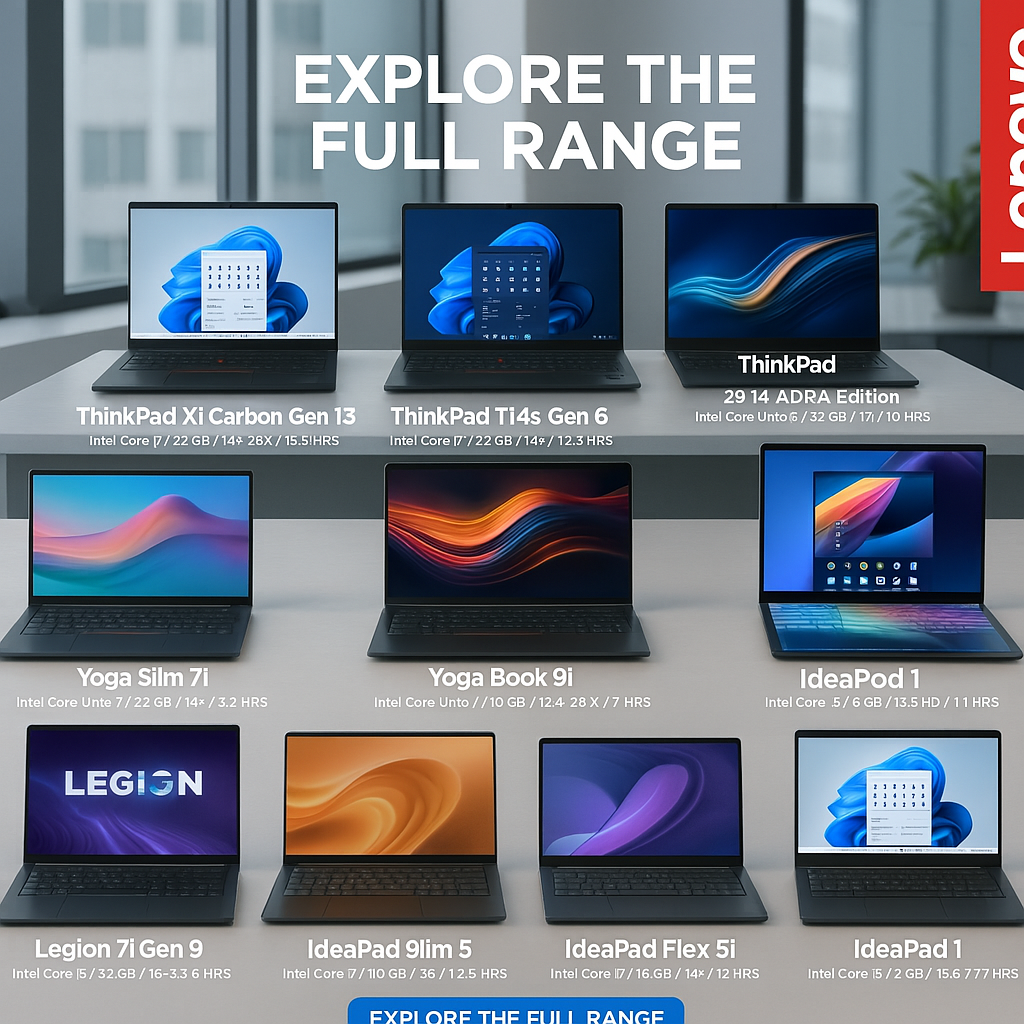 EXPLORE THE
FULL RANGE
ThinkPad Xi Carbon Gen 13
Intel Core i7 / 22 GB / 14" 26X / 15.5!HRS
ThinkPad T14s Gen 6
Intel Core i7 / 22 GB / 14" / 12.3 HRS
ThinkPad
29 14 ADRA Edition
Intel Core Unto i5 / 32 GB / 17/ / 10 HRS
Yoga Silm 7i
Intel Core Unte 7 / 22 GB / 14× / 3.2 HRS
Yoga Book 9i
Intel Core Unto / / 10 GB / 12.4- 28 X / 7 HRS
IdeaPod 1
Intel Core .5 / 6 GB / 13.5 HD / 1 1 HRS
LEGION
Legion 7i Gen 9
Intel Core i5 / 32.GB / 16-3.3 6 HRS
IdeaPad 9lim 5
Intel Core i7 / 110 GB / 36 / 1 2.5 HRS
IdeaPad Flex 5i
Intel Core i7 / 16.GB / 14× / 12 HRS
IdeaPad 1
Intel Core i5 / 2 GB / 15.6 777 HRS
EXPLORE THE FULL RANGE